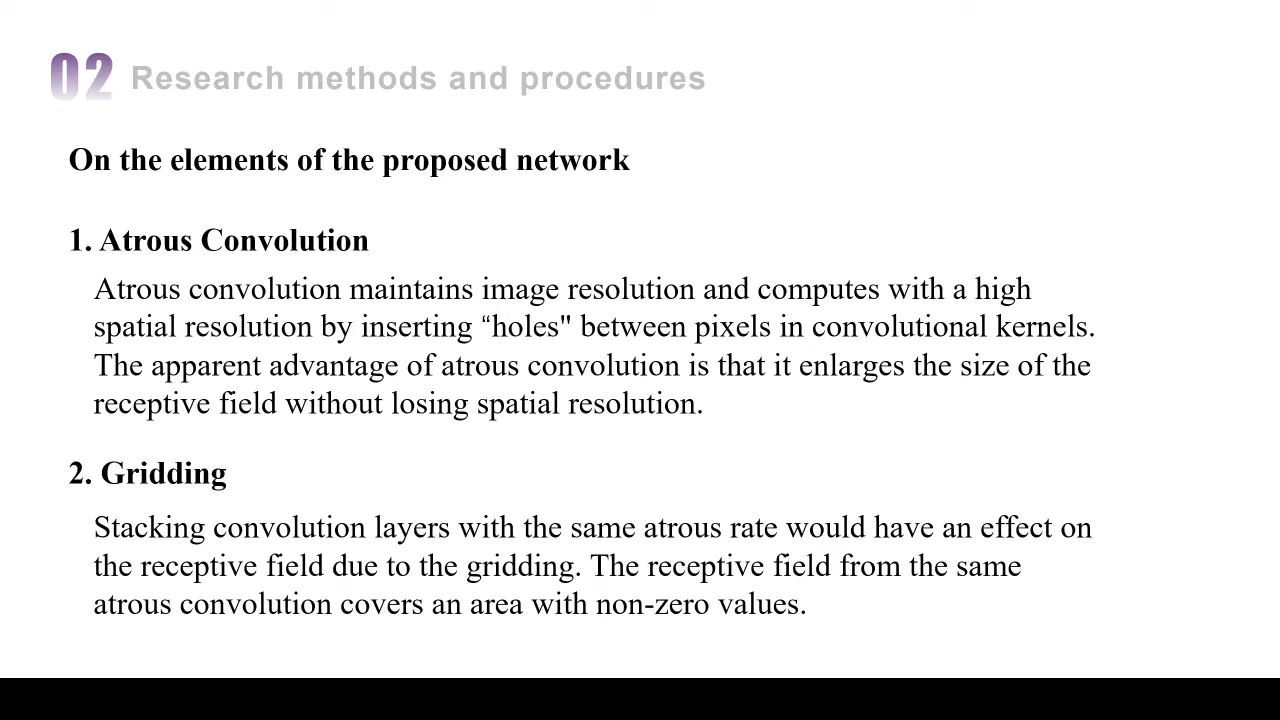 02 Research methods and procedures
On the elements of the proposed network
1. Atrous Convolution
Atrous convolution maintains image resolution and computes with a high
spatial resolution by inserting “holes" between pixels in convolutional kernels.
The apparent advantage of atrous convolution is that it enlarges the size of the
receptive field without losing spatial resolution.
2. Gridding
Stacking convolution layers with the same atrous rate would have an effect on
the receptive field due to the gridding. The receptive field from the same
atrous convolution covers an area with non-zero values.